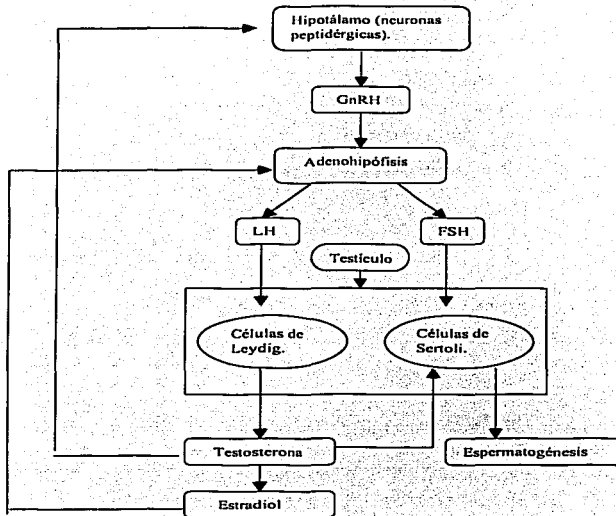 Hipotálamo (neuronas
peptidérgicas).
GnRH
Adenohipófisis
LH
FSH
Testículo
Células de
Leydig.
Células de
Sertoli.
Testosterona
Espermatogénesis
Estradiol